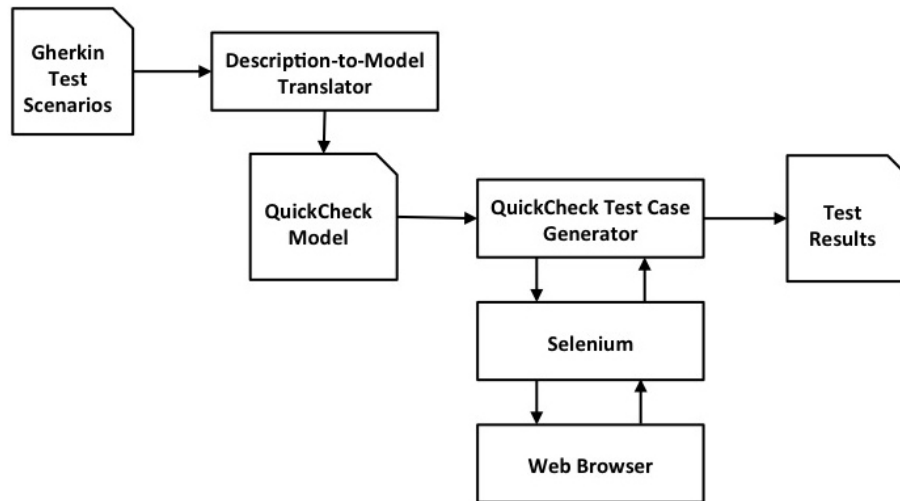 Gherkin
Test
Scenarios
Description-to-Model
Translator
QuickCheck
Model
QuickCheck Test Case
Generator
Test
Results
Selenium
Web Browser